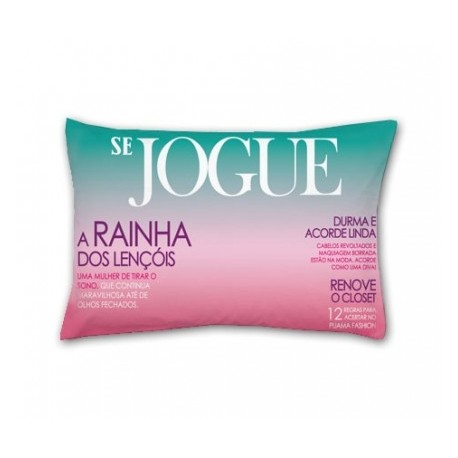 SE JOGUE
A RAINHA
DOS LENÇÓIS
UMA MULHER DE TIRAR O
SONO, QUE CONTINUA
MARAVILHOSA ATÉ DE
OLHOS FECHADOS.
DURMA E
ACORDE LINDA
CABELOS REVOLTADOS E
MAQUIAGEM BORRADA
ESTÃO NA MODA. ACORDE
COMO UMA DIVA!
RENOVE
O CLOSET
12 REGRAS PARA
ACERTAR NO
PIJAMA FASHION